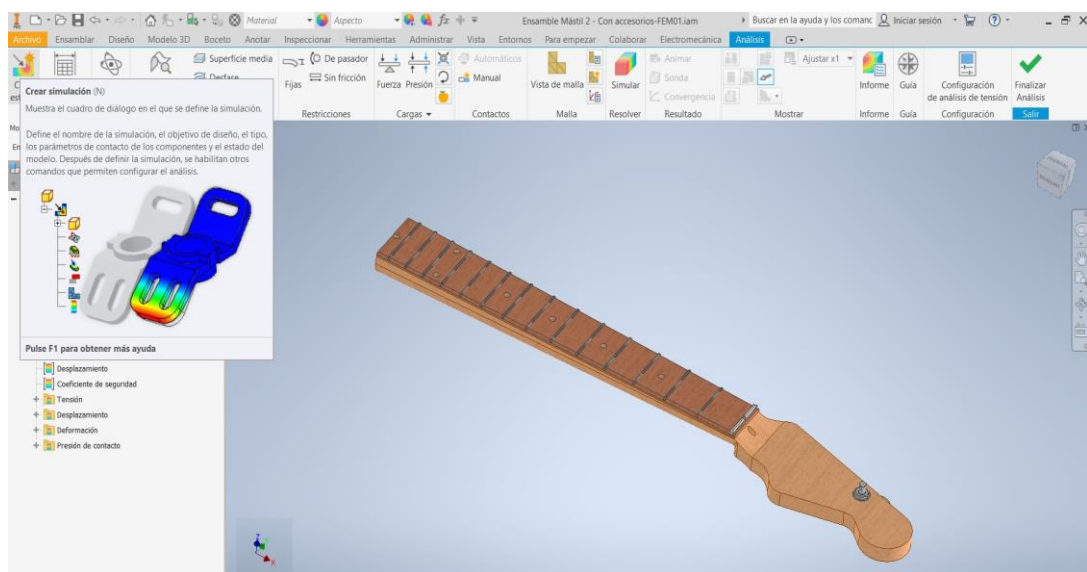 Material
Aspecto
Ensamble Mástil 2 - Con accesorios-FEM01.iam
Buscar en la ayuda y los comanc
Iniciar sesión
Archivo Ensamblar Diseño Modelo 3D Boceto Anotar Inspeccionar Herramientas Administrar Vista Entornos Para empezar Colaborar Electromecánica Análisis
Superficie media
Fijas
De pasador
Sin fricción
Restricciones
Fuerza Presión
Cargas
Automáticos
Manual
Contactos
Vista de malla
Malla
Simular
Resolver
Animar
Sonda
Convergencia
Resultado
Ajustar x1
Mostrar
Informe
Informe
Guía
Guía
Configuración
de análisis de tensión
Configuración
Finalizar
Análisis
Salir
Crear simulación (N)
Muestra el cuadro de diálogo en el que se define la simulación.
Define el nombre de la simulación, el objetivo de diseño, el tipo,
los parámetros de contacto de los componentes y el estado del
modelo. Después de definir la simulación, se habilitan otros
comandos que permiten configurar el análisis.
Pulse F1 para obtener más ayuda
Desplazamiento
Coeficiente de seguridad
Tensión
Desplazamiento
Deformación
Presión de contacto